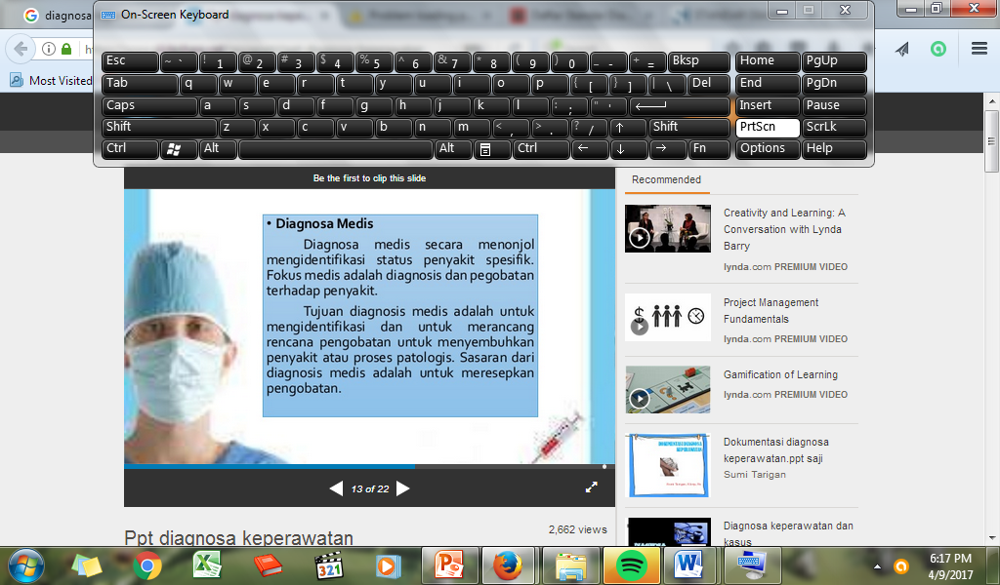 On-Screen Keyboard
diagnosa
Most Visited
Esc ~ ` ! 1 @ 2 # 3 $ 4 % 5 ^ 6 & 7 * 8 ( 9 ) 0 _ - + = Bksp Home PgUp
Tab q w e r t y u i o p { [ } ] | \ Del End PgDn
Caps a s d f g h j k l : ; " ' Insert Pause
Shift z x c v b n m < , > . ? / ↑ Shift PrtScn ScrLk
Ctrl Alt Alt Ctrl ← ↓ → Fn Options Help
Be the first to clip this slide
• Diagnosa Medis
Diagnosa medis secara menonjol
mengidentifikasi status penyakit spesifik.
Fokus medis adalah diagnosis dan pegobatan
terhadap penyakit.
Tujuan diagnosis medis adalah untuk
mengidentifikasi dan untuk merancang
rencana pengobatan untuk menyembuhkan
penyakit atau proses patologis. Sasaran dari
diagnosis medis adalah untuk meresepkan
pengobatan.
13 of 22
Ppt diagnosa keperawatan
2,662 views
Recommended
Creativity and Learning: A
Conversation with Lynda
Barry
lynda.com PREMIUM VIDEO
Project Management
Fundamentals
lynda.com PREMIUM VIDEO
Gamification of Learning
lynda.com PREMIUM VIDEO
Dokumentasi diagnosa
keperawatan.ppt saji
Sumi Tarigan
Diagnosa keperawatan dan
kasus
321
6:17 PM
4/9/2017